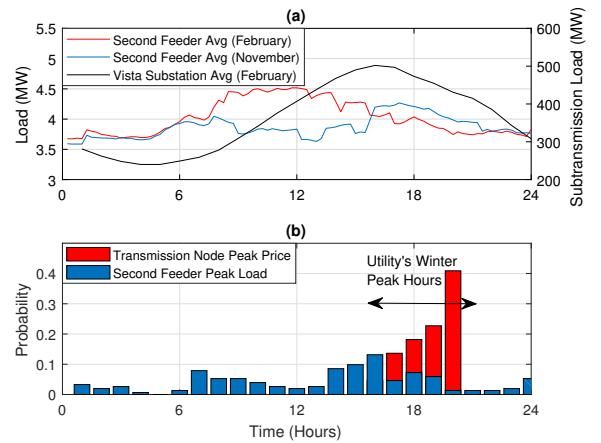 (a)
5.5
5
4.5
4
3.5
3
Load (MW)
Second Feeder Avg (February)
Second Feeder Avg (November)
Vista Substation Avg (February)
600
500
400
300
200
Subtransmission Load (MW)
0 6 12 18 24
(b)
0.4
0.3
0.2
0.1
0
Probability
Transmission Node Peak Price
Second Feeder Peak Load
Utility's Winter
Peak Hours
0 6 12 18 24
Time (Hours)